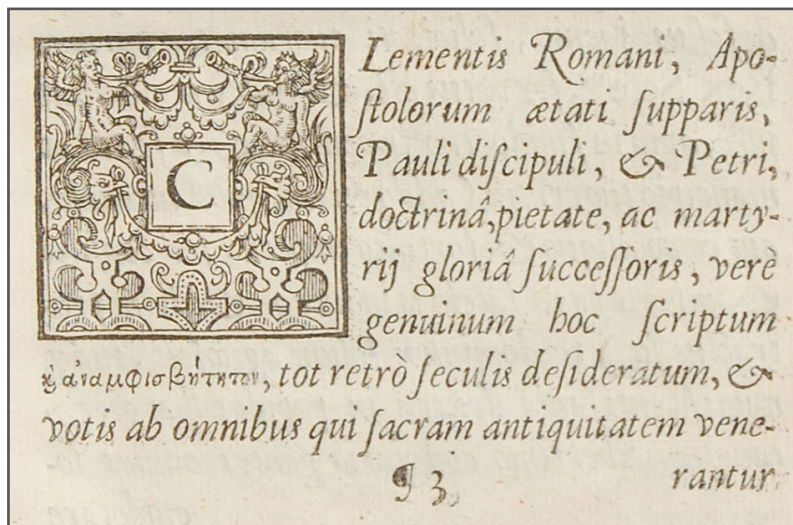 CLementis Romani, Apo-
stolorum ætati supparis,
Pauli discipuli, & Petri,
doctrinâ, pietate, ac marty-
rij gloriâ successoris, verè
genuinum hoc scriptum
ϗ ἀναμφισβήτητον, tot retrò seculis desideratum, &
votis ab omnibus qui sacram antiquitatem vene-
¶ 3, rantur